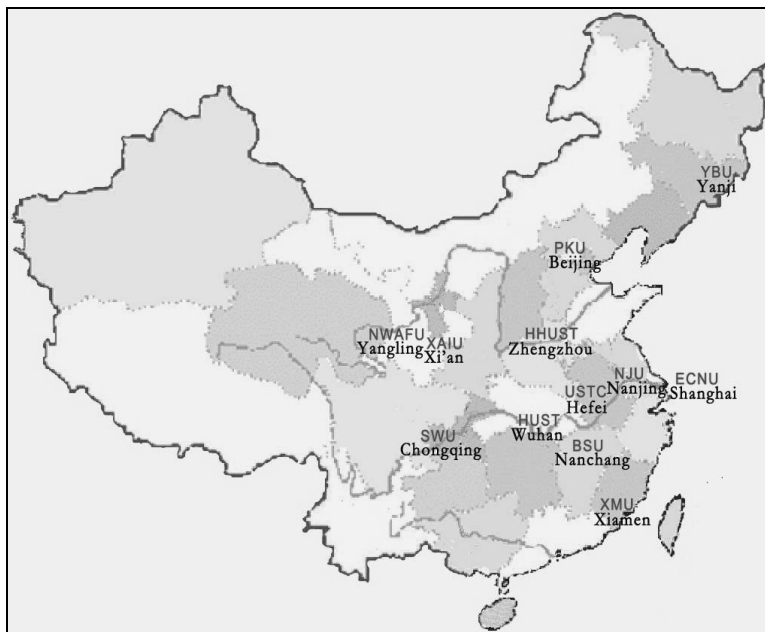 YBU
Yanji
PKU
Beijing
NWAFU
Yangling
XAIU
Xi'an
HHUST
Zhengzhou
NJU
Nanjing
ECNU
Shanghai
USTC
Hefei
HUST
Wuhan
SWU
Chongqing
BSU
Nanchang
XMU
Xiamen